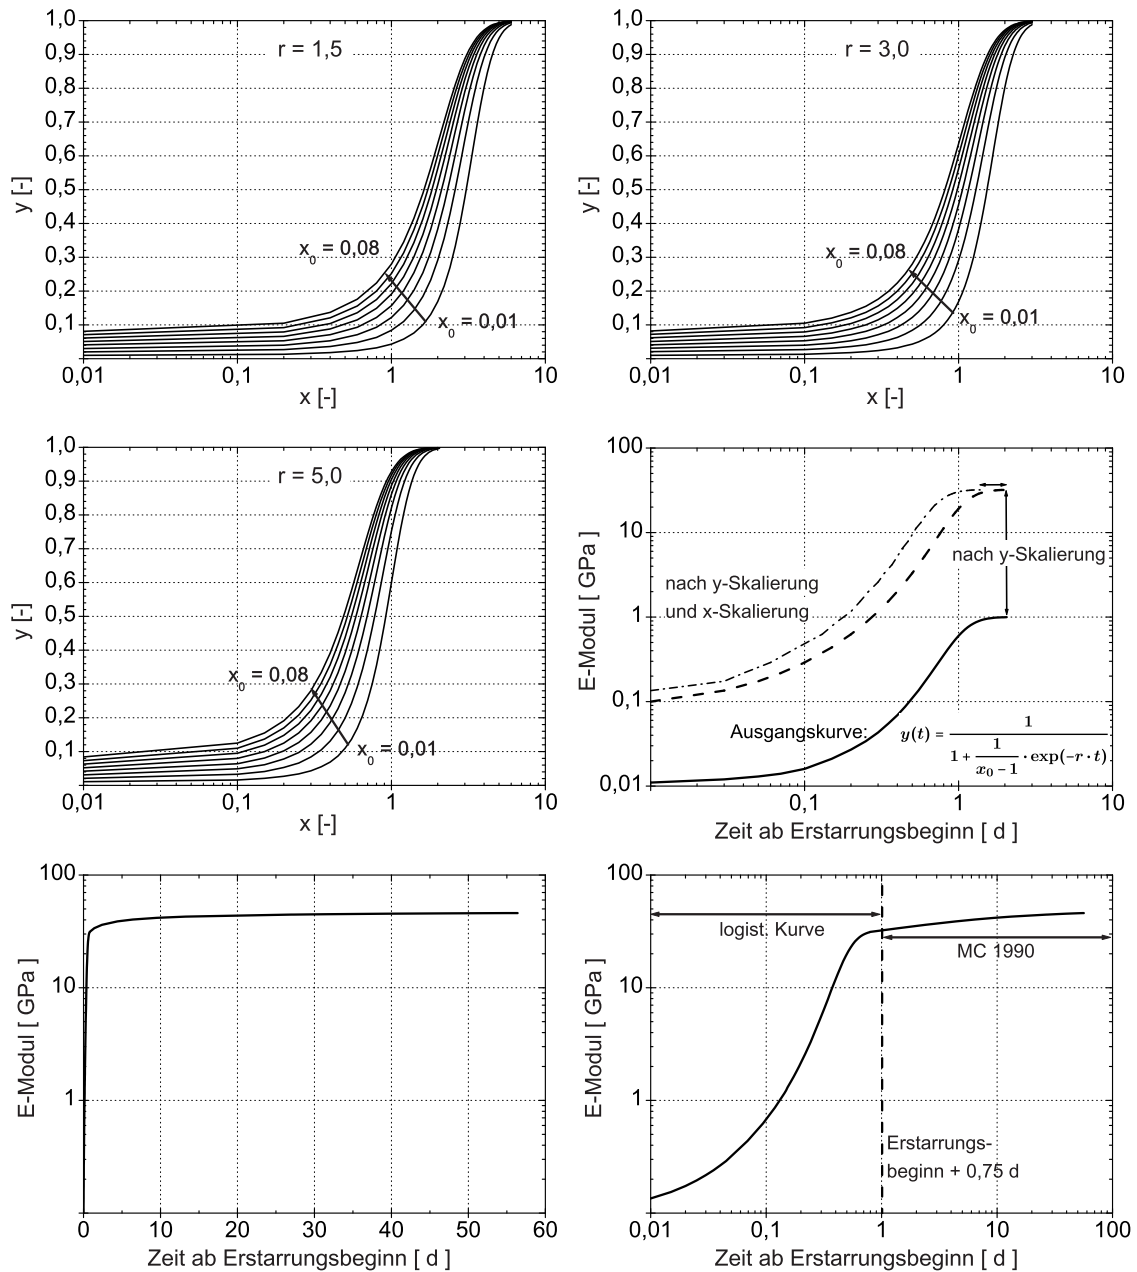 1,0
0,9
0,8
0,7
0,6
0,5
0,4
0,3
0,2
0,1
y [-]
r = 1,5
x0 = 0,08
x0 = 0,01
0,01
0,1
1
10
x [-]
1,0
0,9
0,8
0,7
0,6
0,5
0,4
0,3
0,2
0,1
y [-]
r = 3,0
x0 = 0,08
x0 = 0,01
0,01
0,1
1
10
x [-]
1,0
0,9
0,8
0,7
0,6
0,5
0,4
0,3
0,2
0,1
y [-]
r = 5,0
x0 = 0,08
x0 = 0,01
0,01
0,1
1
10
x [-]
100
10
1
0,1
0,01
E-Modul [ GPa ]
nach y-Skalierung
nach y-Skalierung
und x-Skalierung
Ausgangskurve: y(t) = 1 / (1 + 1/(x0 − 1) · exp(−r · t))
0,1
1
10
Zeit ab Erstarrungsbeginn [ d ]
100
10
1
E-Modul [ GPa ]
0
10
20
30
40
50
60
Zeit ab Erstarrungsbeginn [ d ]
100
10
1
E-Modul [ GPa ]
logist. Kurve
MC 1990
Erstarrungs-
beginn + 0,75 d
0,01
0,1
1
10
100
Zeit ab Erstarrungsbeginn [ d ]